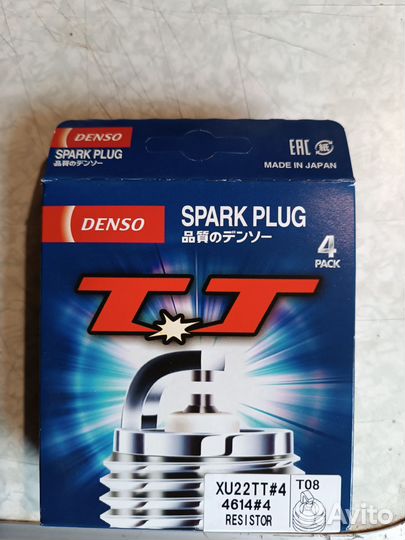 DENSO
SPARK PLUG
品質のデンソー
EAC 紙
MADE IN JAPAN
DENSO
SPARK PLUG
品質のデンソー
4
PACK
TT
XU22TT#4
4614#4
RESISTOR
T08
Avito